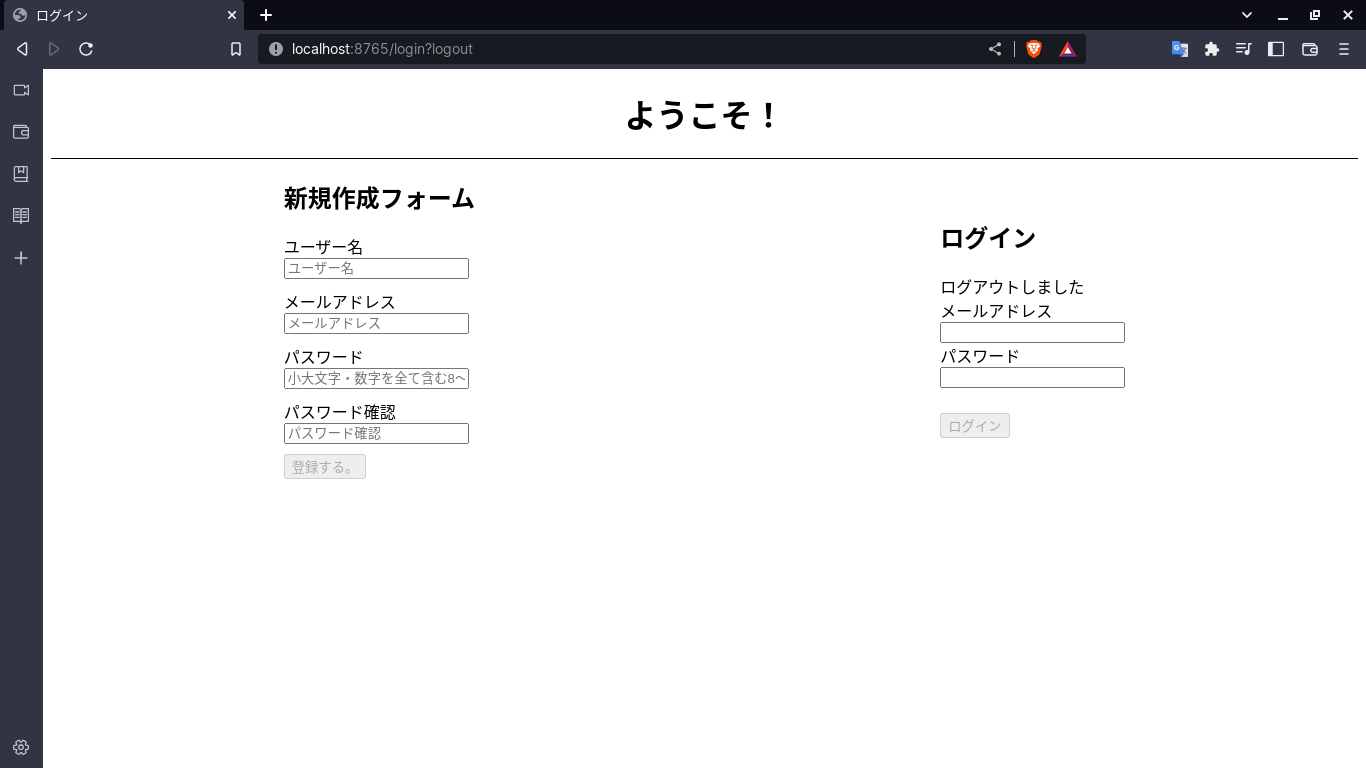 ログイン
localhost:8765/login?logout
ようこそ！
新規作成フォーム
ユーザー名
ユーザー名
メールアドレス
メールアドレス
パスワード
小大文字・数字を全て含む8～
パスワード確認
パスワード確認
登録する。
ログイン
ログアウトしました
メールアドレス
パスワード
ログイン